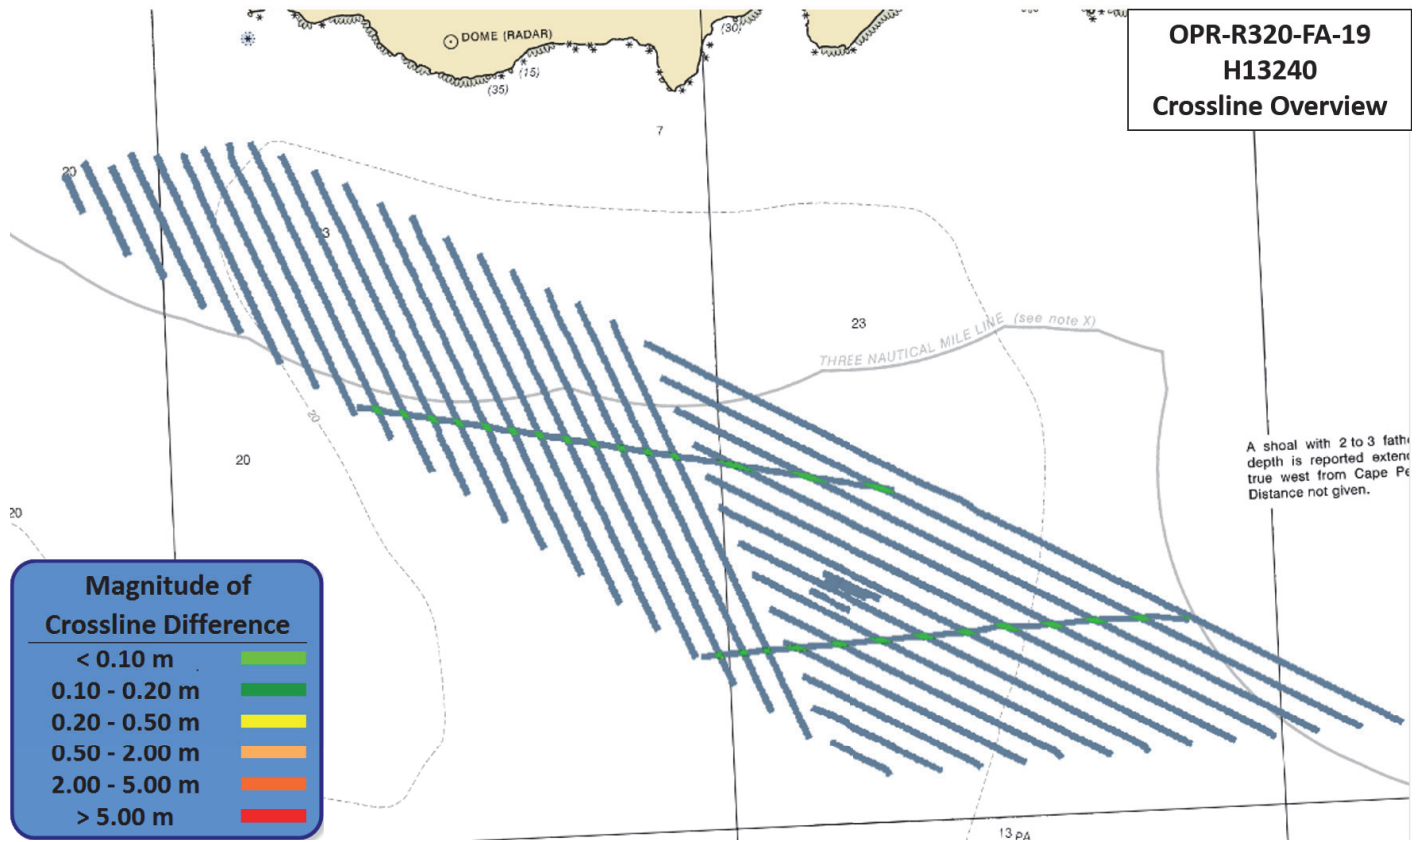 OPR-R320-FA-19
H13240
Crossline Overview
DOME (RADAR)
(30)
(15)
(35)
7
20
3
23
THREE NAUTICAL MILE LINE (see note X)
20
20
20
A shoal with 2 to 3 fath
depth is reported exten
true west from Cape Pe
Distance not given.
Magnitude of
Crossline Difference
< 0.10 m
0.10 - 0.20 m
0.20 - 0.50 m
0.50 - 2.00 m
2.00 - 5.00 m
> 5.00 m
13 PA